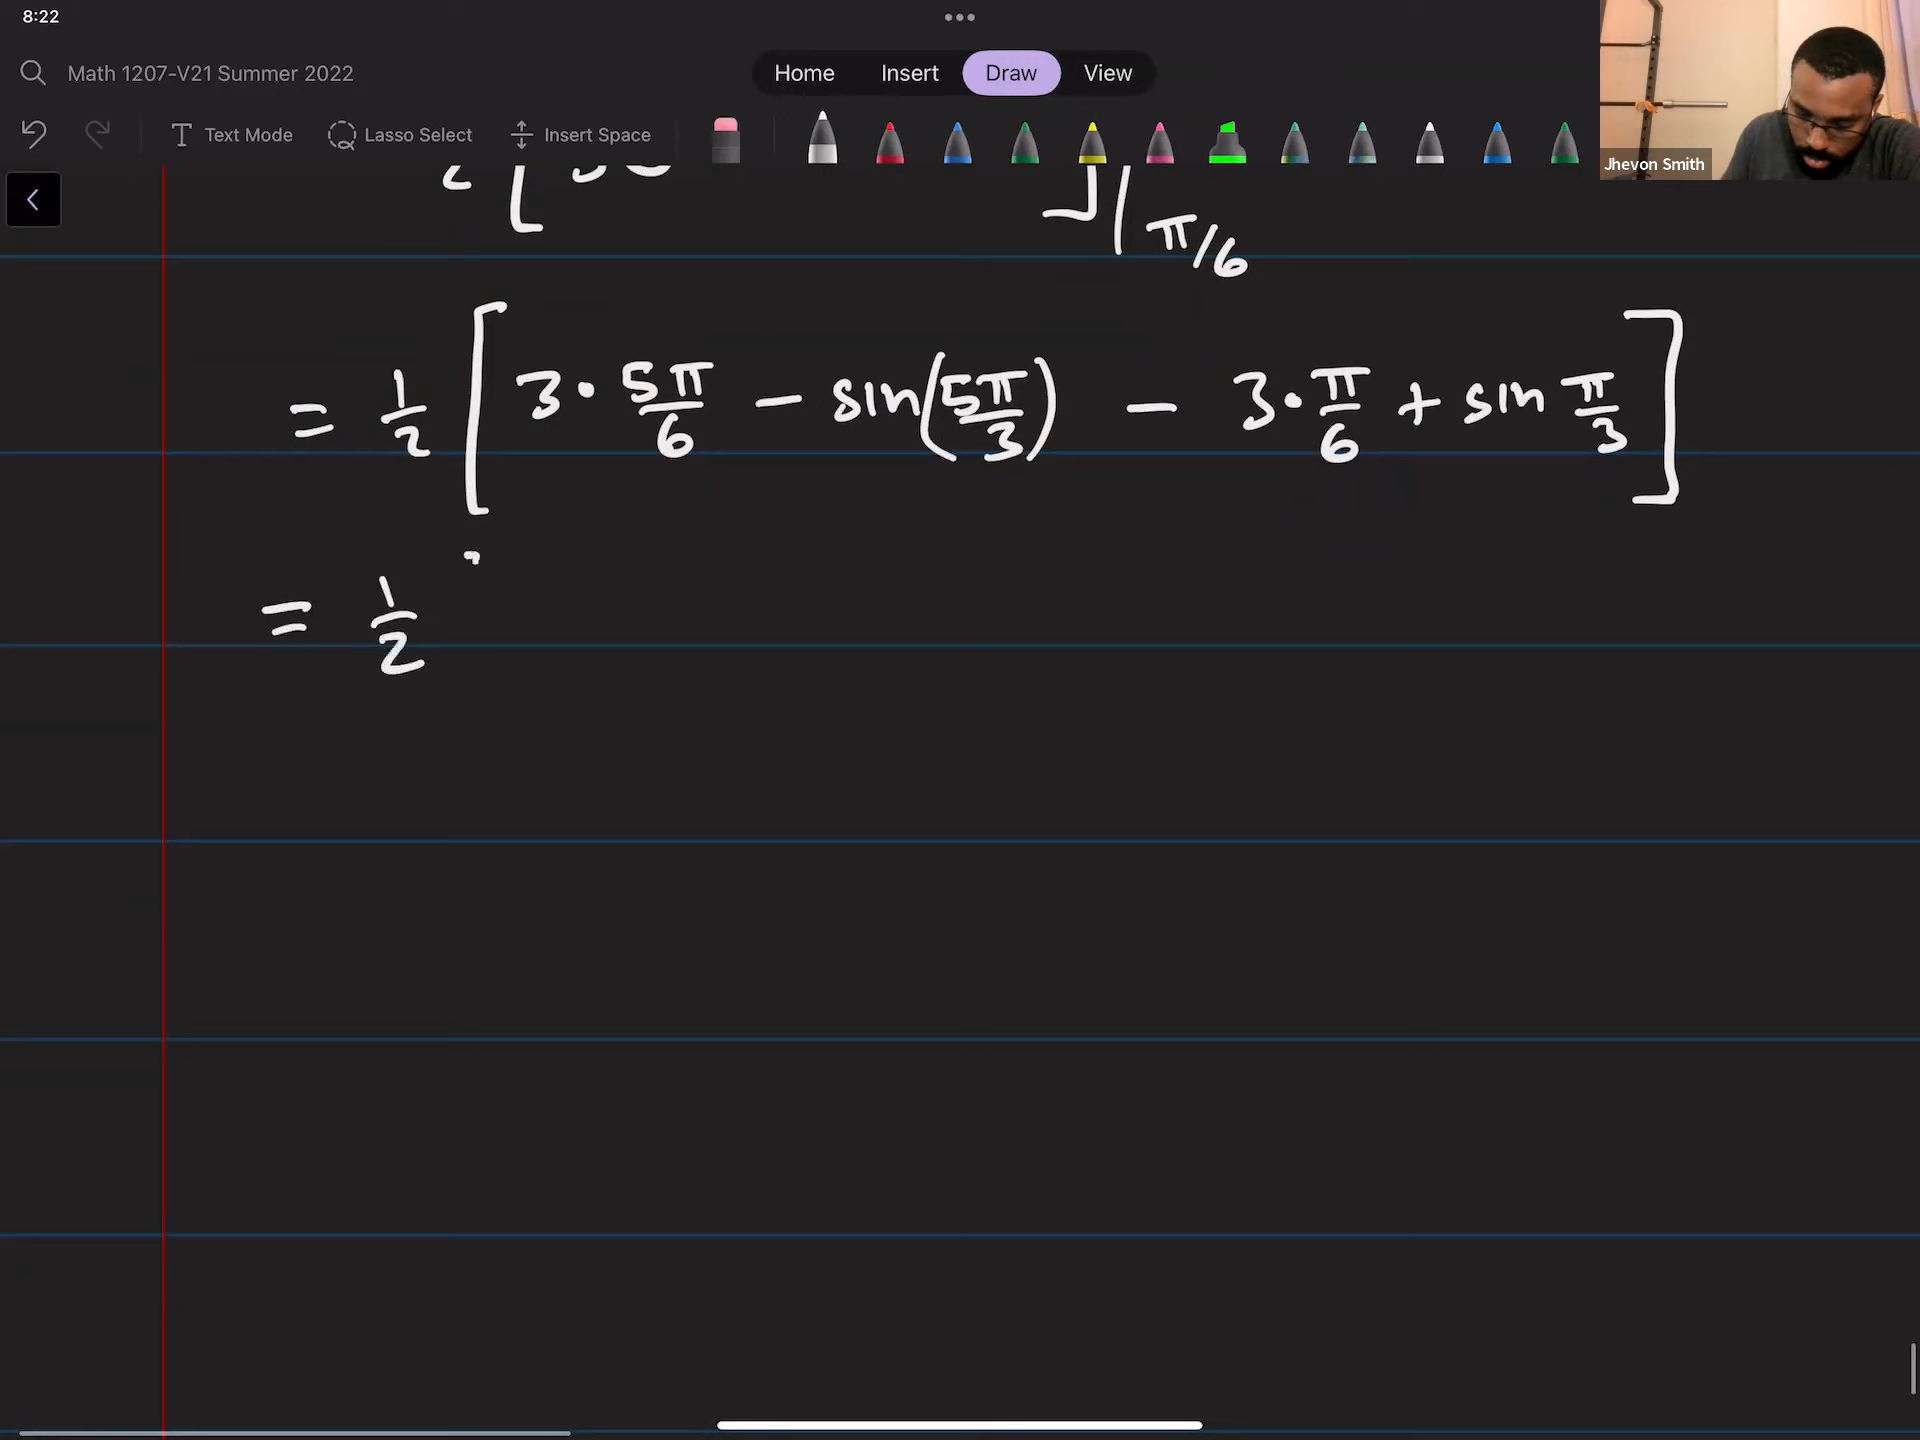 8:22
Math 1207-V21 Summer 2022
Home Insert Draw View
Text Mode Lasso Select Insert Space
Jhevon Smith
π/6
= 1/2 [ 3 · 5π/6 − sin(5π/3) − 3 · π/6 + sin π/3 ]
= 1/2